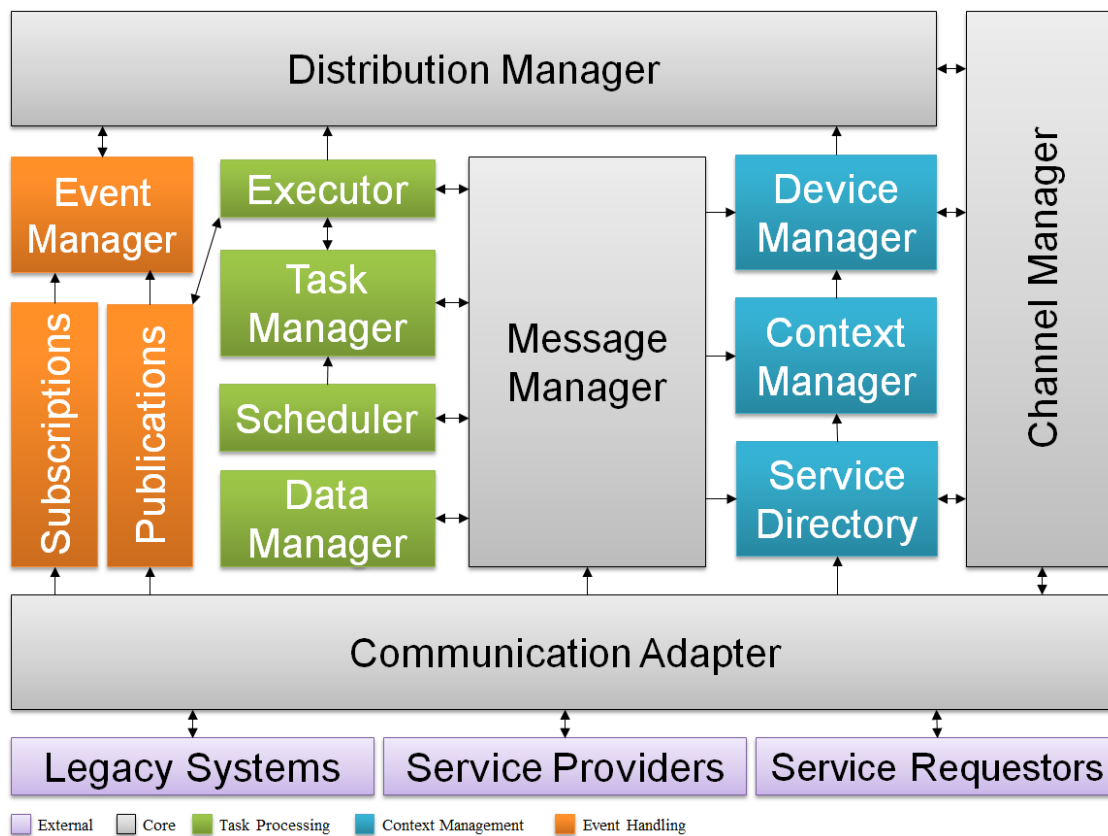 Distribution Manager
Channel Manager
Event
Manager
Executor
Task
Manager
Scheduler
Data
Manager
Subscriptions
Publications
Message
Manager
Device
Manager
Context
Manager
Service
Directory
Communication Adapter
Legacy Systems
Service Providers
Service Requestors
External
Core
Task Processing
Context Management
Event Handling